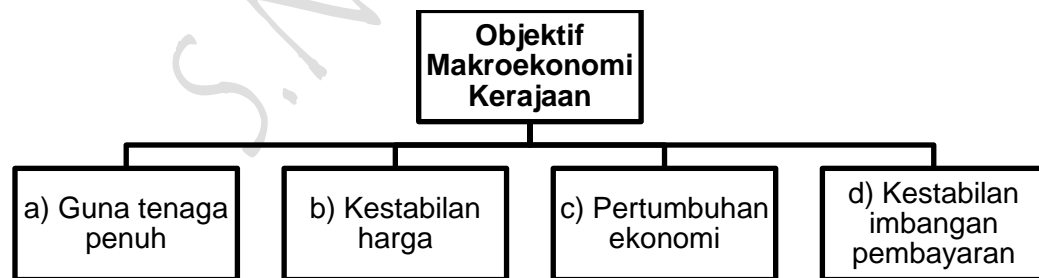 Objektif
Makroekonomi
Kerajaan
a) Guna tenaga
penuh
b) Kestabilan
harga
c) Pertumbuhan
ekonomi
d) Kestabilan
imbangan
pembayaran